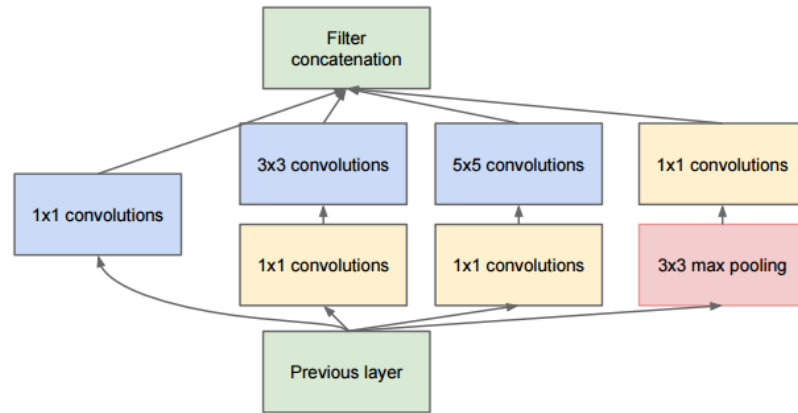 Filter
concatenation
3x3 convolutions
5x5 convolutions
1x1 convolutions
1x1 convolutions
1x1 convolutions
1x1 convolutions
3x3 max pooling
Previous layer